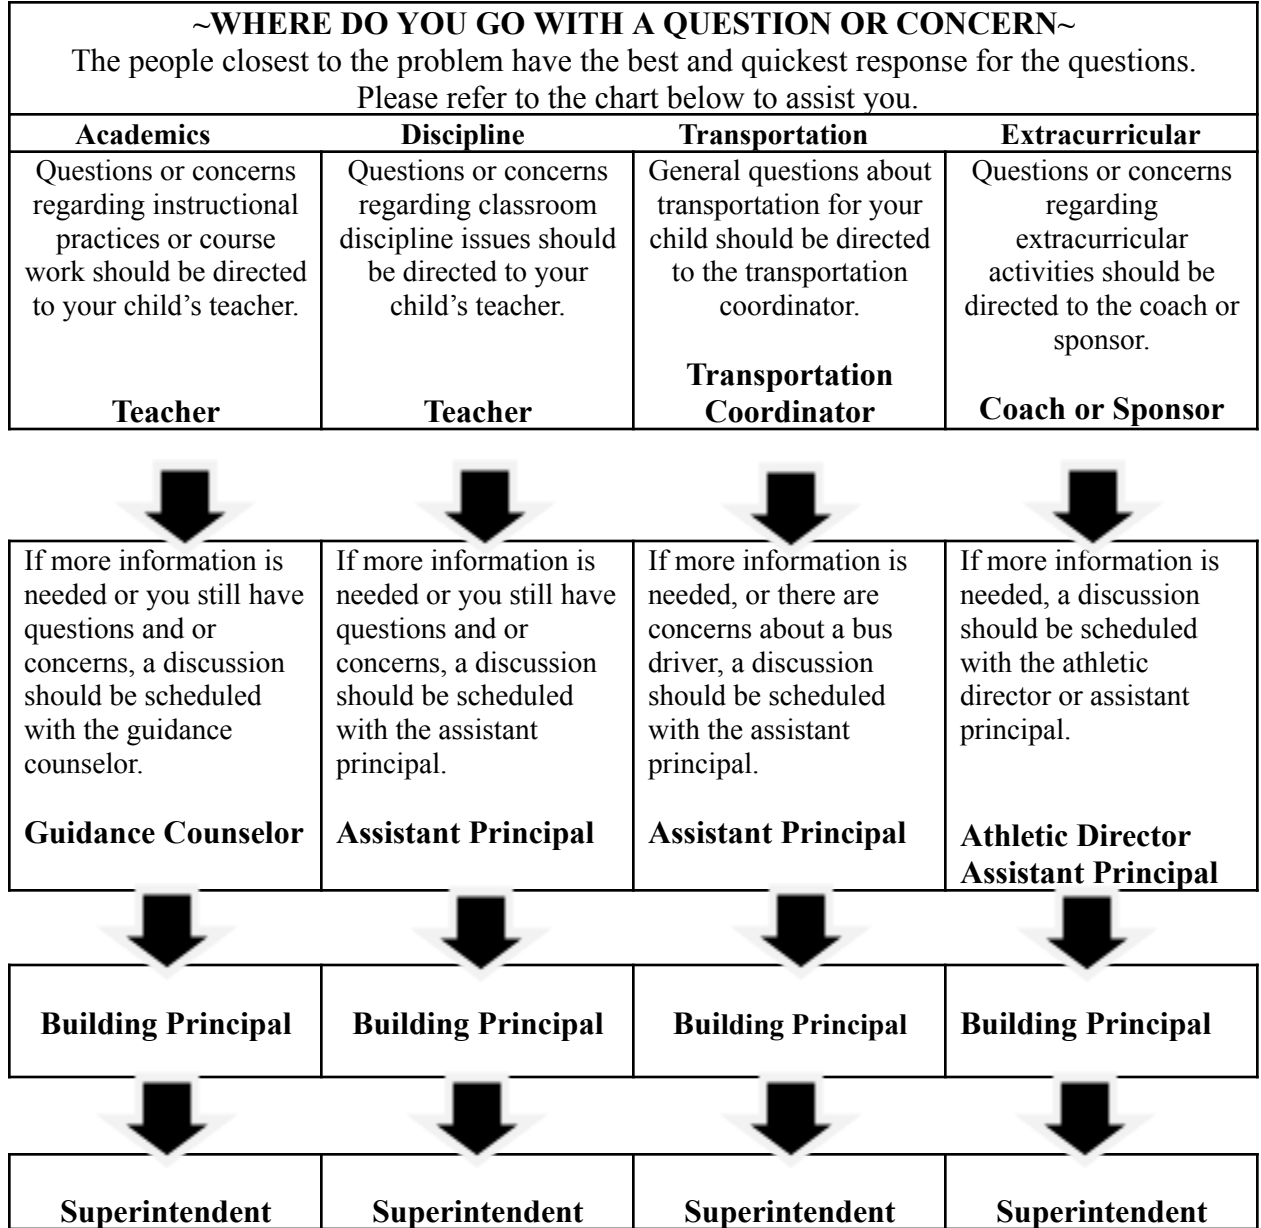 ~WHERE DO YOU GO WITH A QUESTION OR CONCERN~
The people closest to the problem have the best and quickest response for the questions.
Please refer to the chart below to assist you.
Academics
Discipline
Transportation
Extracurricular
Questions or concerns
regarding instructional
practices or course
work should be directed
to your child’s teacher.
Teacher
Questions or concerns
regarding classroom
discipline issues should
be directed to your
child’s teacher.
Teacher
General questions about
transportation for your
child should be directed
to the transportation
coordinator.
Transportation
Coordinator
Questions or concerns
regarding
extracurricular
activities should be
directed to the coach or
sponsor.
Coach or Sponsor
If more information is
needed or you still have
questions and or
concerns, a discussion
should be scheduled
with the guidance
counselor.
Guidance Counselor
If more information is
needed or you still have
questions and or
concerns, a discussion
should be scheduled
with the assistant
principal.
Assistant Principal
If more information is
needed, or there are
concerns about a bus
driver, a discussion
should be scheduled
with the assistant
principal.
Assistant Principal
If more information is
needed, a discussion
should be scheduled
with the athletic
director or assistant
principal.
Athletic Director
Assistant Principal
Building Principal
Building Principal
Building Principal
Building Principal
Superintendent
Superintendent
Superintendent
Superintendent